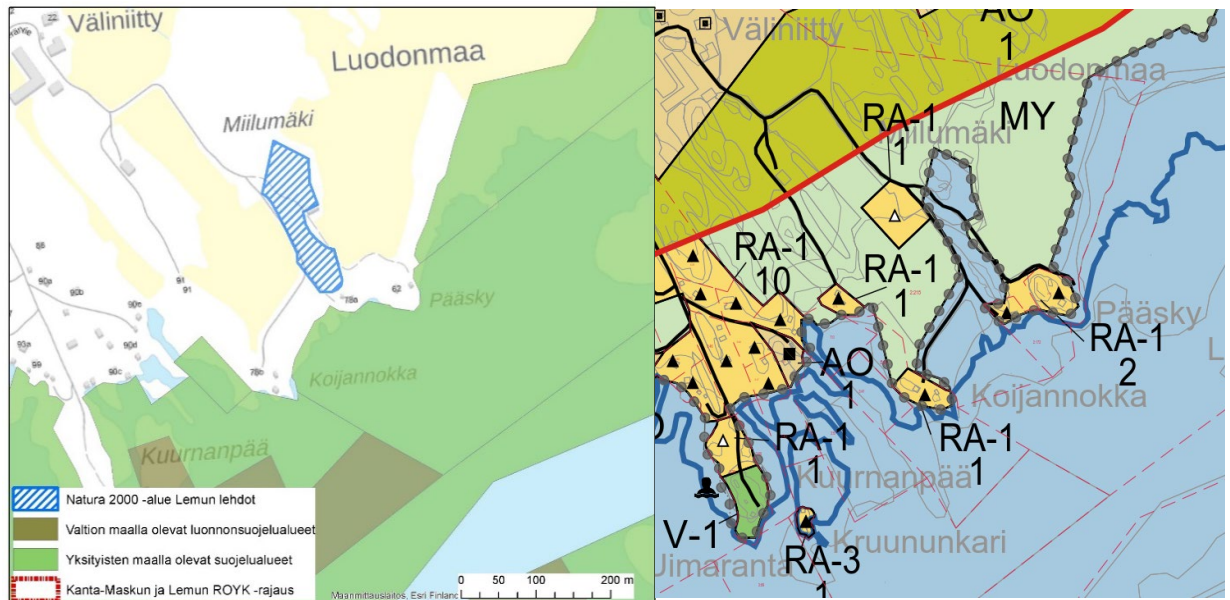 22
Väliniitty
Luodonmaa
Miilumäki
91
91
88
90a
90b
90e
90d
99
90c
78a
62
Pääsky
78b
Koijannokka
Kuurnanpää
Natura 2000 -alue Lemun lehdot
Valtion maalla olevat luonnonsuojelualueet
Yksityisten maalla olevat suojelualueet
Kanta-Maskun ja Lemun ROYK -rajaus
Maanmittauslaitos, Esri Finland
0 50 100 200 m
AO
1
Väliniitty
Luodonmaa
MY
RA-1
1
Miilumäki
RA-1
10
RA-1
1
Pääsky
RA-1
2
AO
1
Koijannokka
RA-1
1
RA-1
1
Kuurnanpää
V-1
Uimaranta
Kruununkari
RA-3
1